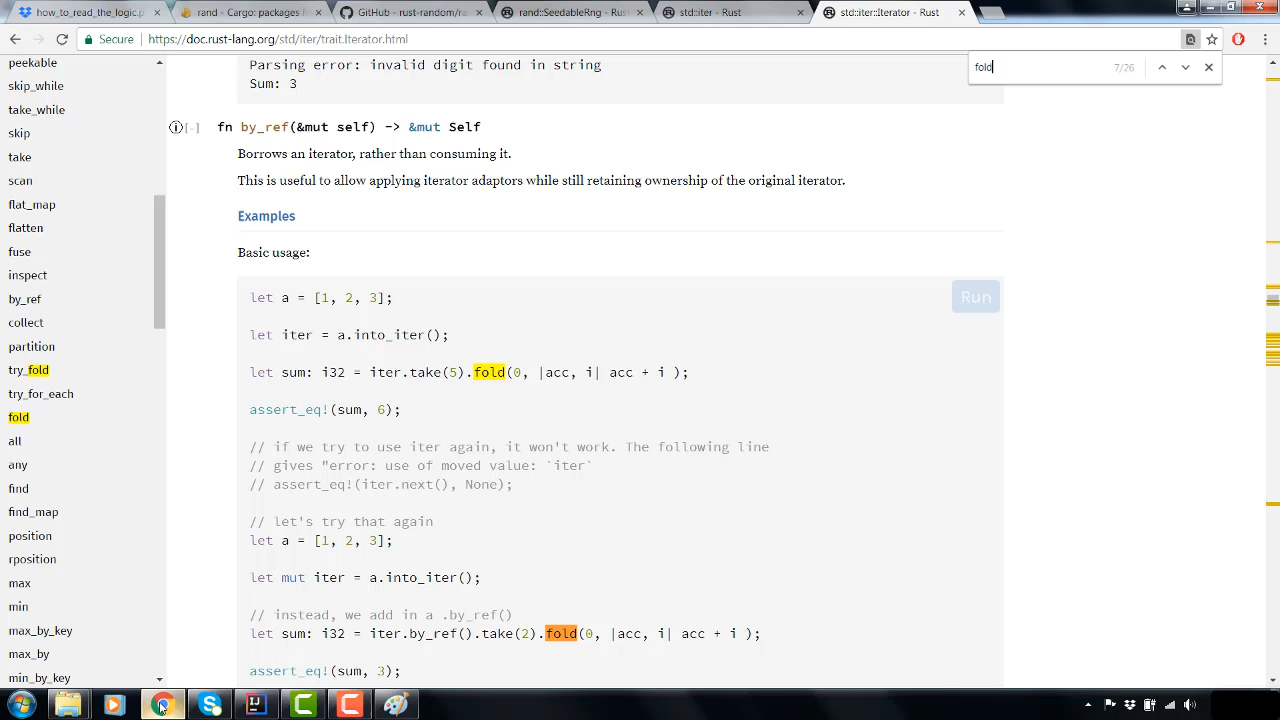 how_to_read_the_logic.p
rand - Cargo: packages f
GitHub - rust-random/ra
rand::SeedableRng - Rust
std::iter - Rust
std::iter::Iterator - Rust
Secure
https://doc.rust-lang.org/std/iter/trait.Iterator.html
fold
7/26
peekable
skip_while
take_while
skip
take
scan
flat_map
flatten
fuse
inspect
by_ref
collect
partition
try_fold
try_for_each
fold
all
any
find
find_map
position
rposition
max
min
max_by_key
max_by
min_by_key
Parsing error: invalid digit found in string
Sum: 3
[-] fn by_ref(&mut self) -> &mut Self
Borrows an iterator, rather than consuming it.
This is useful to allow applying iterator adaptors while still retaining ownership of the original iterator.
Examples
Basic usage:
Run
let a = [1, 2, 3];
let iter = a.into_iter();
let sum: i32 = iter.take(5).fold(0, |acc, i| acc + i );
assert_eq!(sum, 6);
// if we try to use iter again, it won't work. The following line
// gives "error: use of moved value: `iter`
// assert_eq!(iter.next(), None);
// let's try that again
let a = [1, 2, 3];
let mut iter = a.into_iter();
// instead, we add in a .by_ref()
let sum: i32 = iter.by_ref().take(2).fold(0, |acc, i| acc + i );
assert_eq!(sum, 3);